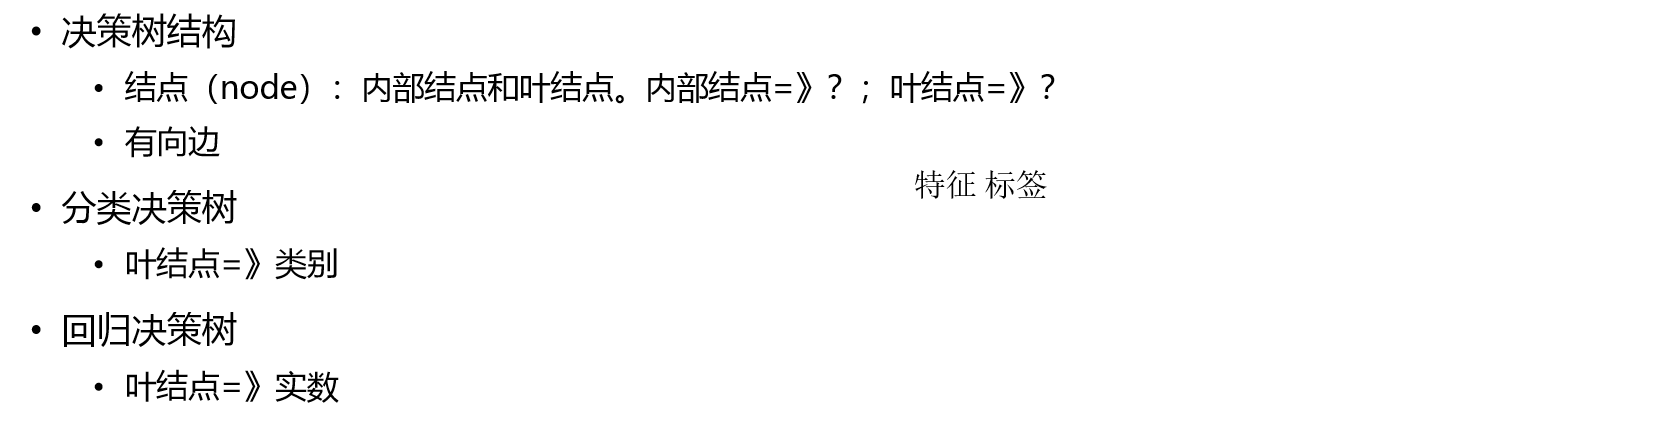 • 决策树结构
• 结点（node）：内部结点和叶结点。内部结点=》？；叶结点=》？
• 有向边
特征 标签
• 分类决策树
• 叶结点=》类别
• 回归决策树
• 叶结点=》实数